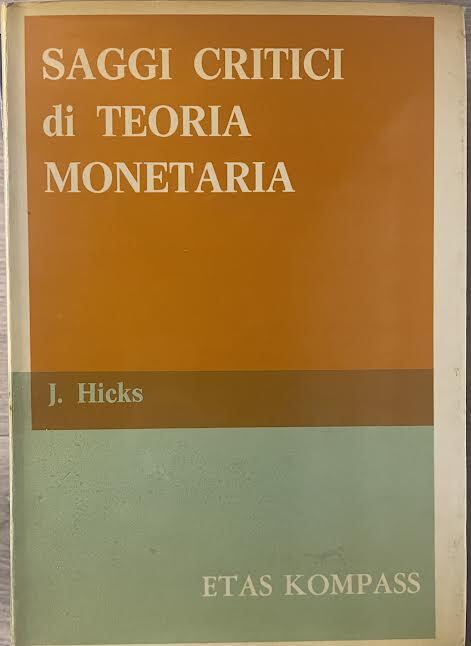 SAGGI CRITICI
di TEORIA
MONETARIA
J. Hicks
ETAS KOMPASS